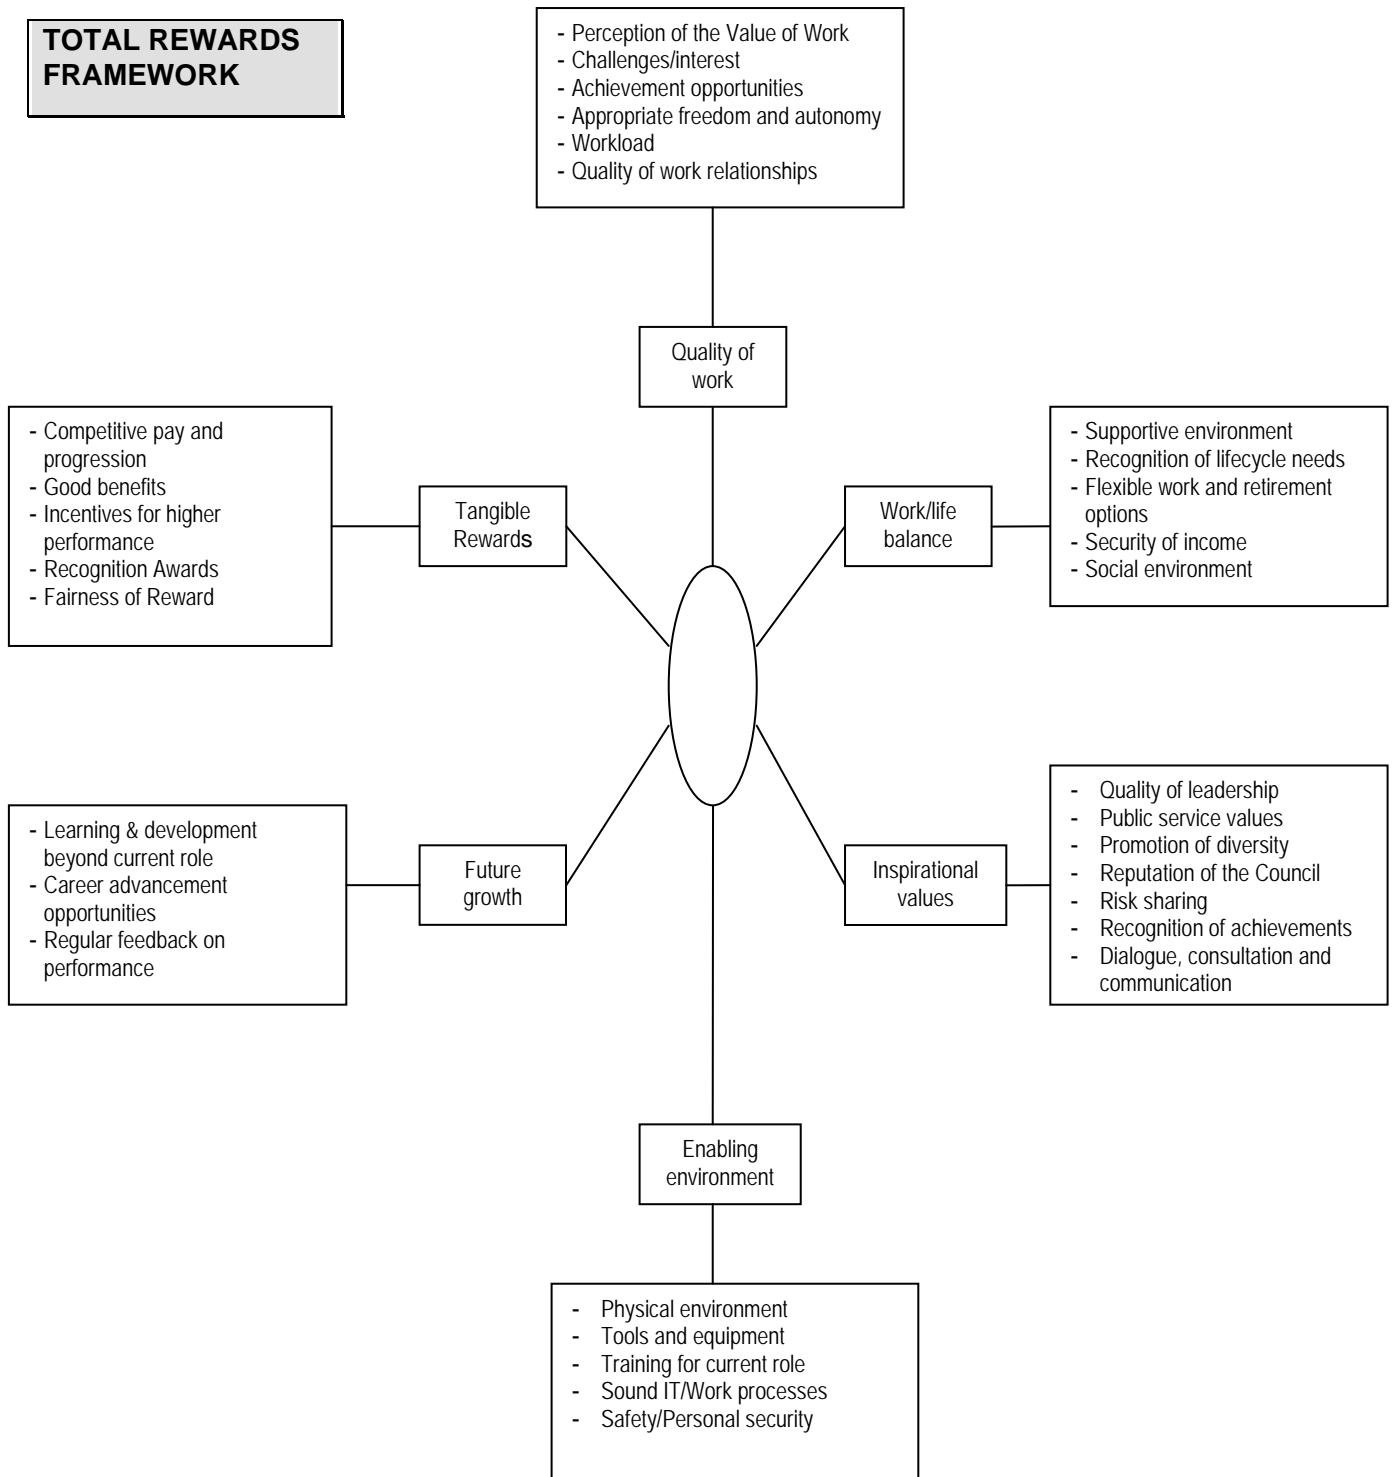 TOTAL REWARDS
FRAMEWORK
- Perception of the Value of Work
- Challenges/interest
- Achievement opportunities
- Appropriate freedom and autonomy
- Workload
- Quality of work relationships
Quality of
work
- Competitive pay and
progression
- Good benefits
- Incentives for higher
performance
- Recognition Awards
- Fairness of Reward
Tangible
Rewards
Work/life
balance
- Supportive environment
- Recognition of lifecycle needs
- Flexible work and retirement
options
- Security of income
- Social environment
- Learning & development
beyond current role
- Career advancement
opportunities
- Regular feedback on
performance
Future
growth
Inspirational
values
- Quality of leadership
- Public service values
- Promotion of diversity
- Reputation of the Council
- Risk sharing
- Recognition of achievements
- Dialogue, consultation and
communication
Enabling
environment
- Physical environment
- Tools and equipment
- Training for current role
- Sound IT/Work processes
- Safety/Personal security